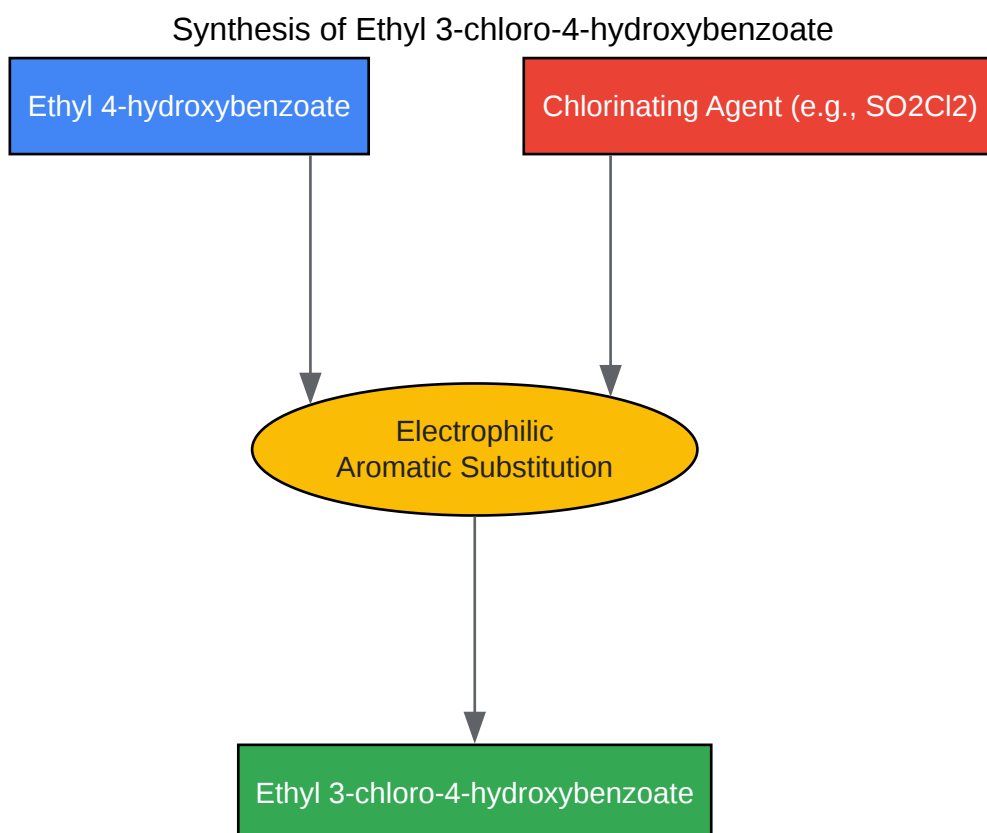 Synthesis of Ethyl 3-chloro-4-hydroxybenzoate
Ethyl 4-hydroxybenzoate
Chlorinating Agent (e.g., SO2Cl2)
Electrophilic
Aromatic Substitution
Ethyl 3-chloro-4-hydroxybenzoate